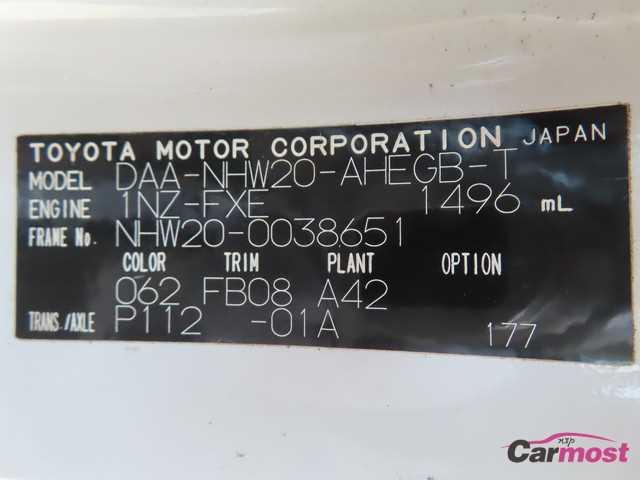 TOYOTA MOTOR CORPORATION JAPAN
MODEL DAA-NHW20-AHEGB-T
ENGINE 1NZ-FXE 1496 mL
FRAME No. NHW20-0038651
COLOR TRIM PLANT OPTION
062 FB08 A42
TRANS./AXLE P112 -01A 177
nxp
Carmost